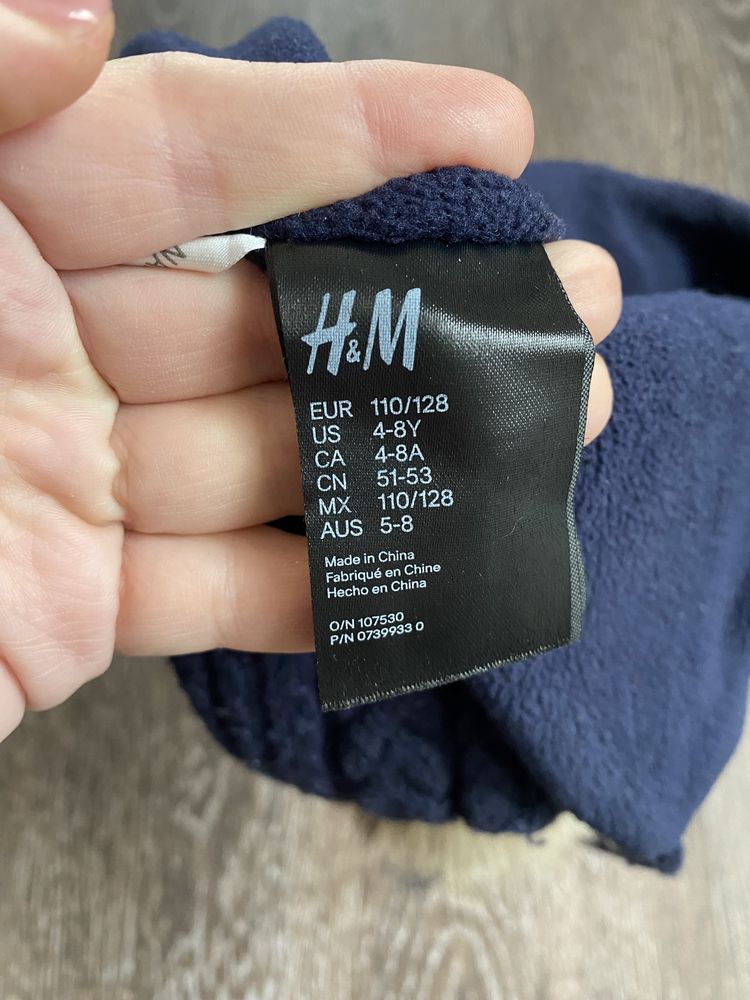 H&M
EUR 110/128
US 4-8Y
CA 4-8A
CN 51-53
MX 110/128
AUS 5-8
Made in China
Fabriqué en Chine
Hecho en China
O/N 107530
P/N 0739933 0